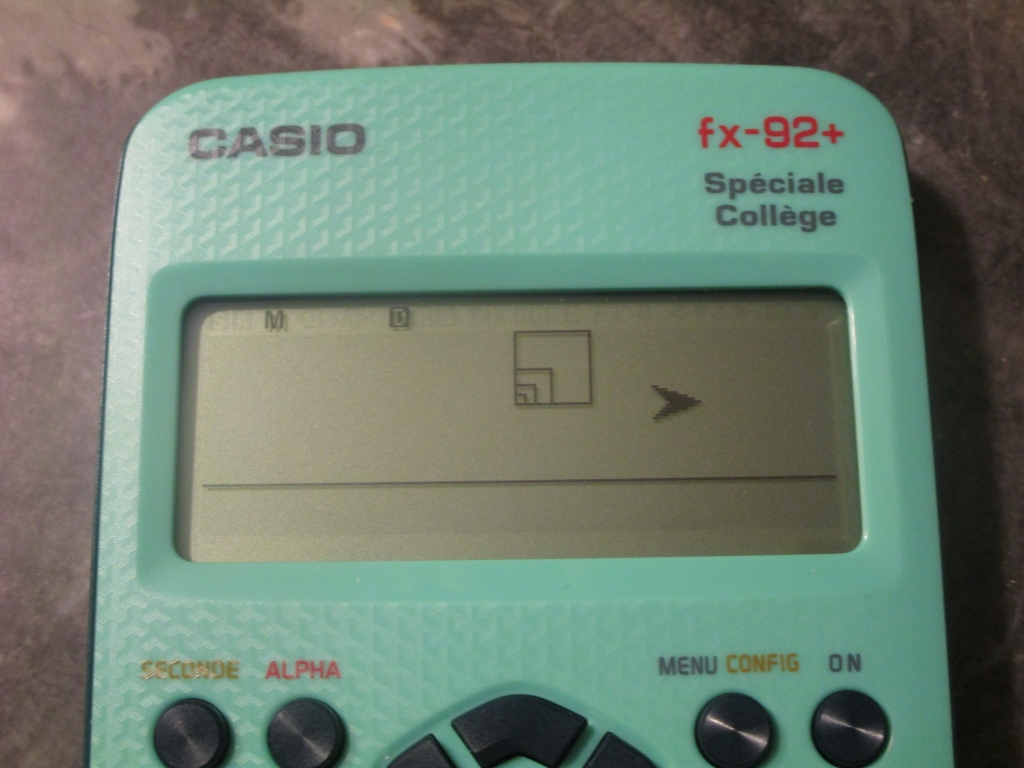 CASIO
fx-92+
Spéciale
Collège
M D
SECONDE ALPHA
MENU CONFIG ON